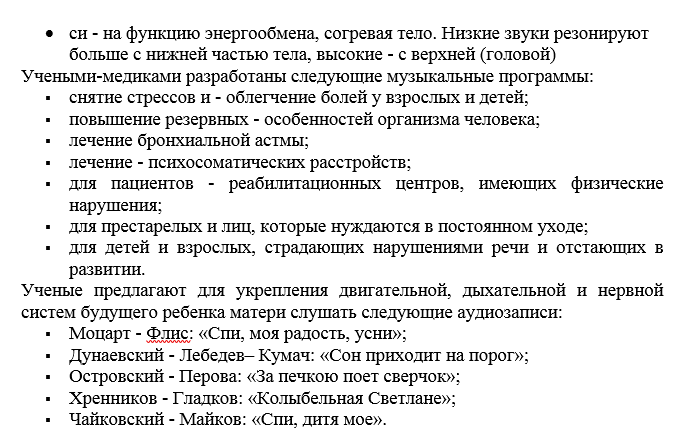 • си - на функцию энергообмена, согревая тело. Низкие звуки резонируют
больше с нижней частью тела, высокие - с верхней (головой)
Учеными-медиками разработаны следующие музыкальные программы:
▪ снятие стрессов и - облегчение болей у взрослых и детей;
▪ повышение резервных - особенностей организма человека;
▪ лечение бронхиальной астмы;
▪ лечение - психосоматических расстройств;
▪ для пациентов - реабилитационных центров, имеющих физические
нарушения;
▪ для престарелых и лиц, которые нуждаются в постоянном уходе;
▪ для детей и взрослых, страдающих нарушениями речи и отстающих в
развитии.
Ученые предлагают для укрепления двигательной, дыхательной и нервной
систем будущего ребенка матери слушать следующие аудиозаписи:
▪ Моцарт - Флис: «Спи, моя радость, усни»;
▪ Дунаевский - Лебедев– Кумач: «Сон приходит на порог»;
▪ Островский - Перова: «За печкою поет сверчок»;
▪ Хренников - Гладков: «Колыбельная Светлане»;
▪ Чайковский - Майков: «Спи, дитя мое».